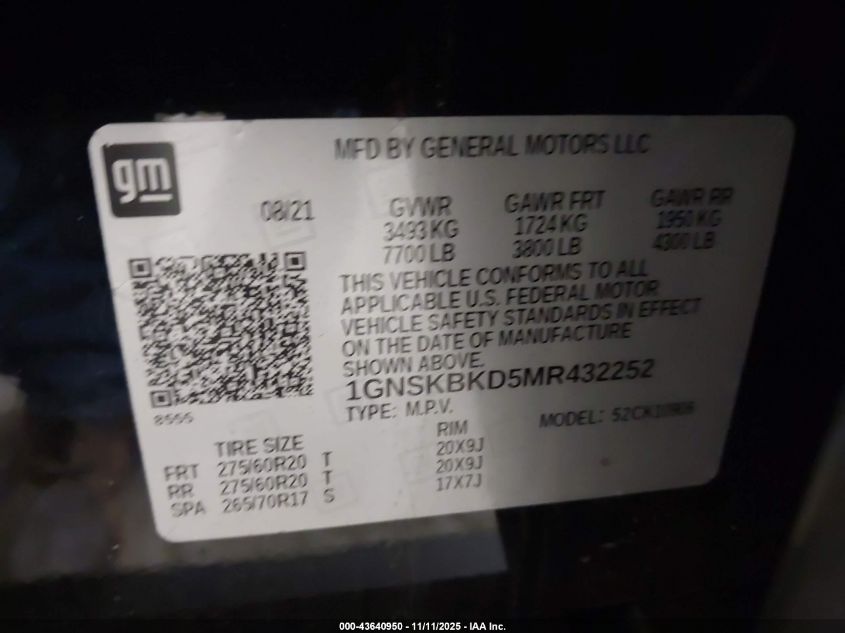 gm
MFD BY GENERAL MOTORS LLC
08/21
GVWR GAWR FRT GAWR RR
3493 KG 1724 KG 1950 KG
7700 LB 3800 LB 4300 LB
THIS VEHICLE CONFORMS TO ALL
APPLICABLE U.S. FEDERAL MOTOR
VEHICLE SAFETY STANDARDS IN EFFECT
ON THE DATE OF MANUFACTURE
SHOWN ABOVE.
1GNSKBKD5MR432252
TYPE: M.P.V. MODEL:
TIRE SIZE RIM
FRT 275/60R20 T 20X9J
RR 275/60R20 T 20X9J
SPA 265/70R17 S 17X7J
000-43640950 - 11/11/2025 - IAA Inc.